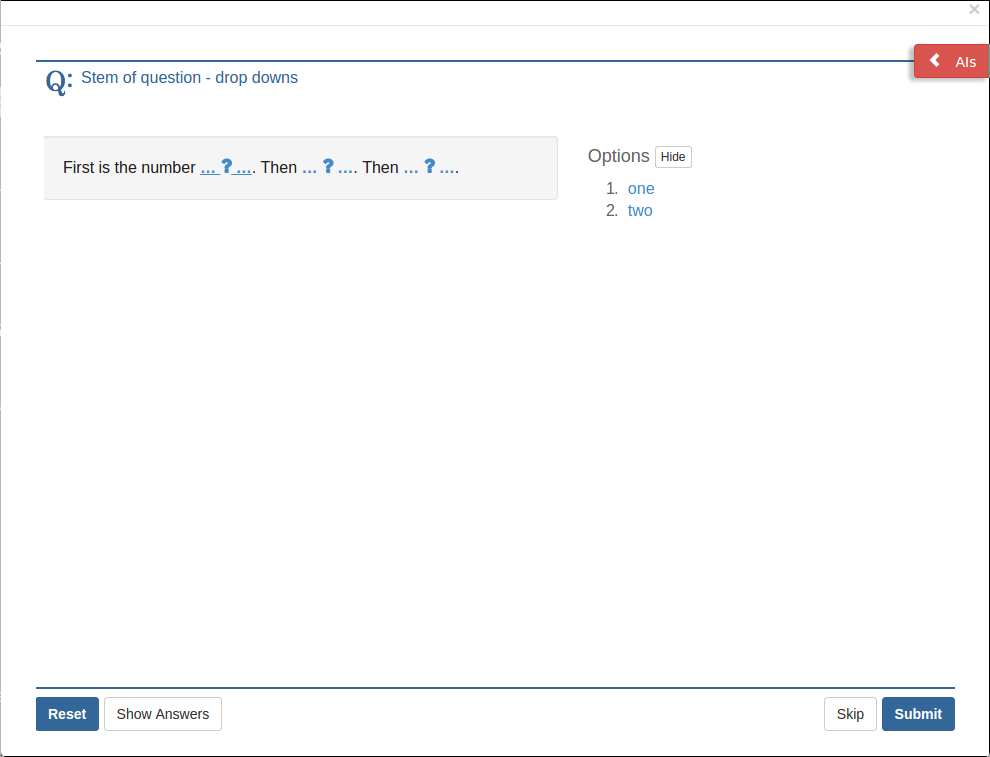 ×
AIs
Q: Stem of question - drop downs
First is the number ... ? .... Then ... ? .... Then ... ? ....
Options Hide
1. one
2. two
Reset Show Answers Skip Submit